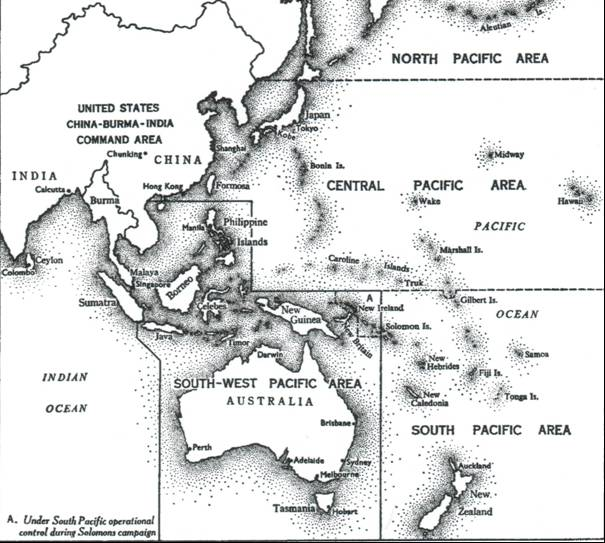 Aleutian
Is.
NORTH PACIFIC AREA
UNITED STATES
CHINA-BURMA-INDIA
COMMAND AREA
Chunking
CHINA
INDIA
Calcutta
Burma
Hong Kong
Shanghai
Formosa
Japan
Tokyo
Kobe
Bonin Is.
Midway
CENTRAL PACIFIC AREA
Wake
Hawaii
PACIFIC
Manila
Philippine
Islands
Marshall Is.
Caroline Islands
Truk
Ceylon
Colombo
Malaya
Singapore
Borneo
Sumatra
Celebes
Java
Timor
New
Guinea
A
New Ireland
New Britain
Solomon Is.
Gilbert Is.
OCEAN
Darwin
New
Hebrides
Samoa
Fiji Is.
Tonga Is.
New
Caledonia
INDIAN
OCEAN
SOUTH-WEST PACIFIC AREA
AUSTRALIA
Brisbane
SOUTH PACIFIC AREA
Perth
Adelaide
Sydney
Melbourne
Tasmania
Hobart
Auckland
New
Zealand
A. Under South Pacific operational
control during Solomons campaign